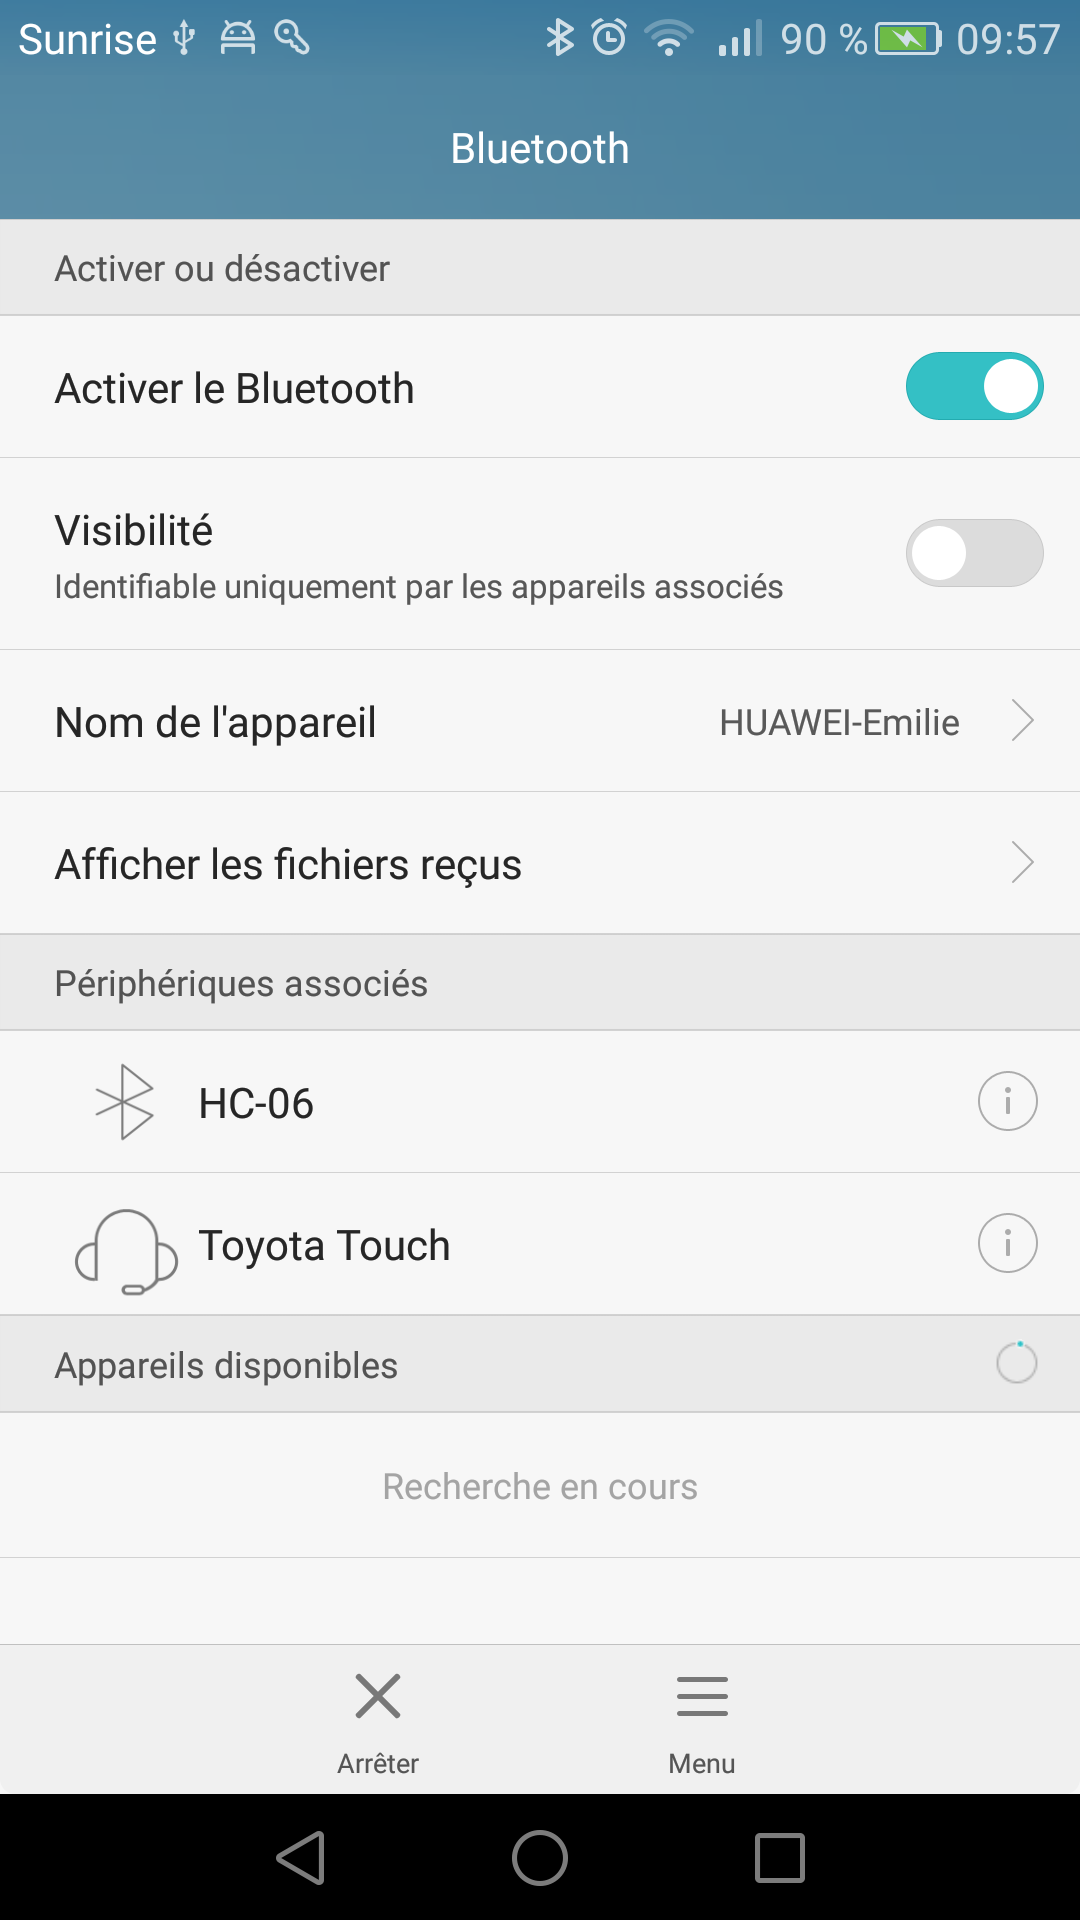 Sunrise 90 % 09:57
Bluetooth
Activer ou désactiver
Activer le Bluetooth
Visibilité
Identifiable uniquement par les appareils associés
Nom de l'appareil HUAWEI-Emilie
Afficher les fichiers reçus
Périphériques associés
HC-06
Toyota Touch
Appareils disponibles
Recherche en cours
Arrêter Menu